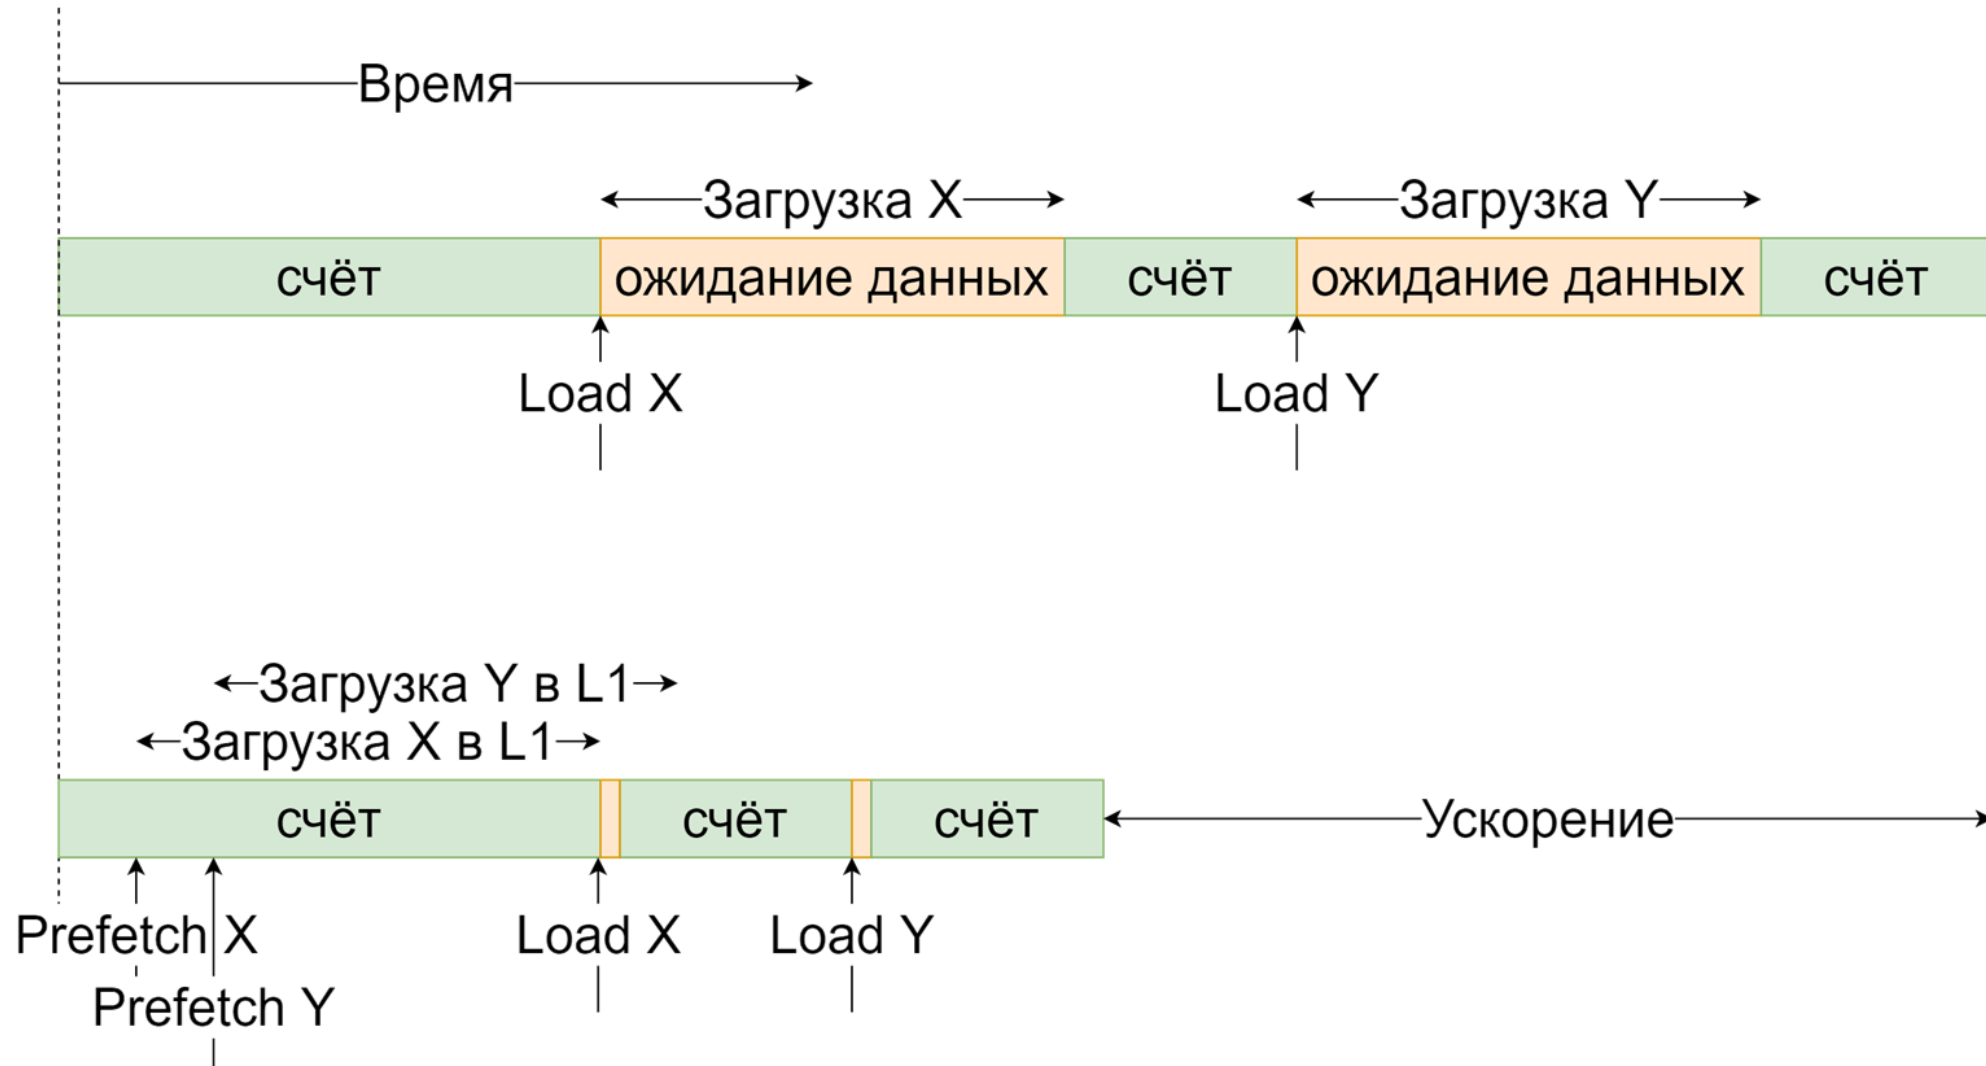 Время
Загрузка X
Загрузка Y
счёт
ожидание данных
счёт
ожидание данных
счёт
Load X
Load Y
Загрузка Y в L1
Загрузка X в L1
счёт
счёт
счёт
Ускорение
Prefetch X
Load X
Load Y
Prefetch Y